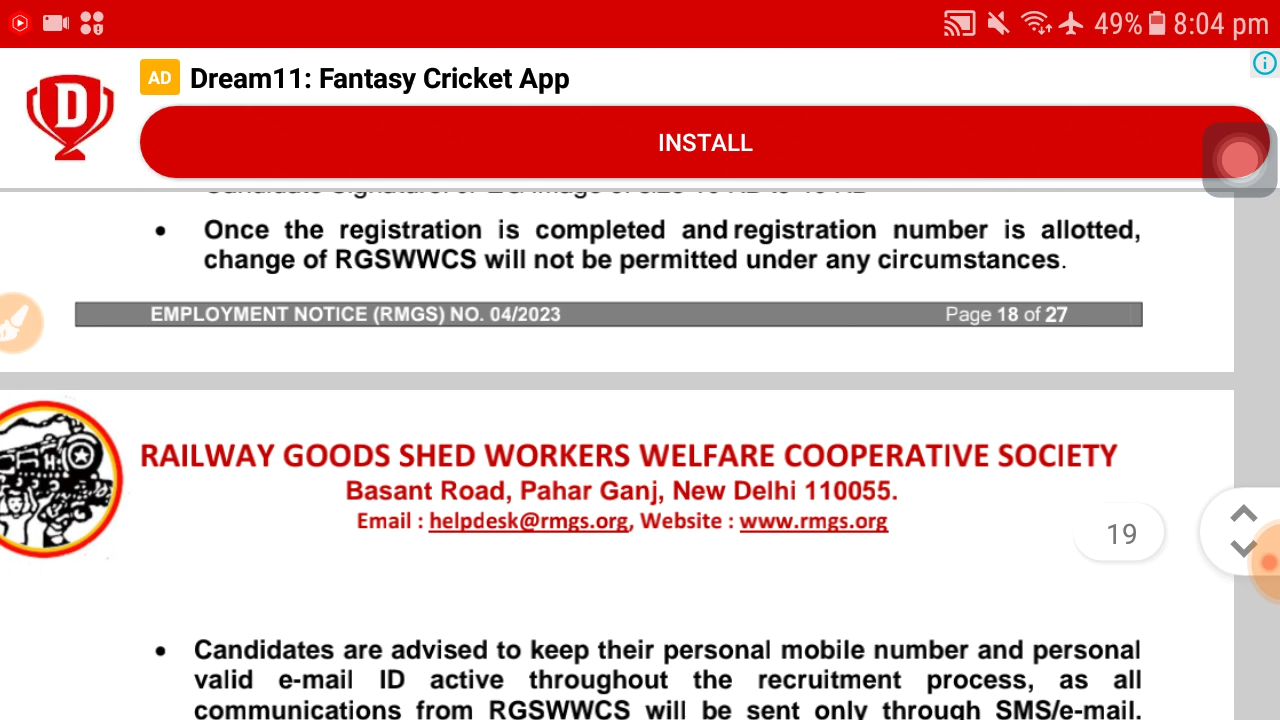 49% 8:04 pm
AD Dream11: Fantasy Cricket App
D
INSTALL
• Once the registration is completed and registration number is allotted,
change of RGSWWCS will not be permitted under any circumstances.
EMPLOYMENT NOTICE (RMGS) NO. 04/2023 Page 18 of 27
RAILWAY GOODS SHED WORKERS WELFARE COOPERATIVE SOCIETY
Basant Road, Pahar Ganj, New Delhi 110055.
Email : helpdesk@rmgs.org, Website : www.rmgs.org
19
• Candidates are advised to keep their personal mobile number and personal
valid e-mail ID active throughout the recruitment process, as all
communications from RGSWWCS will be sent only through SMS/e-mail.